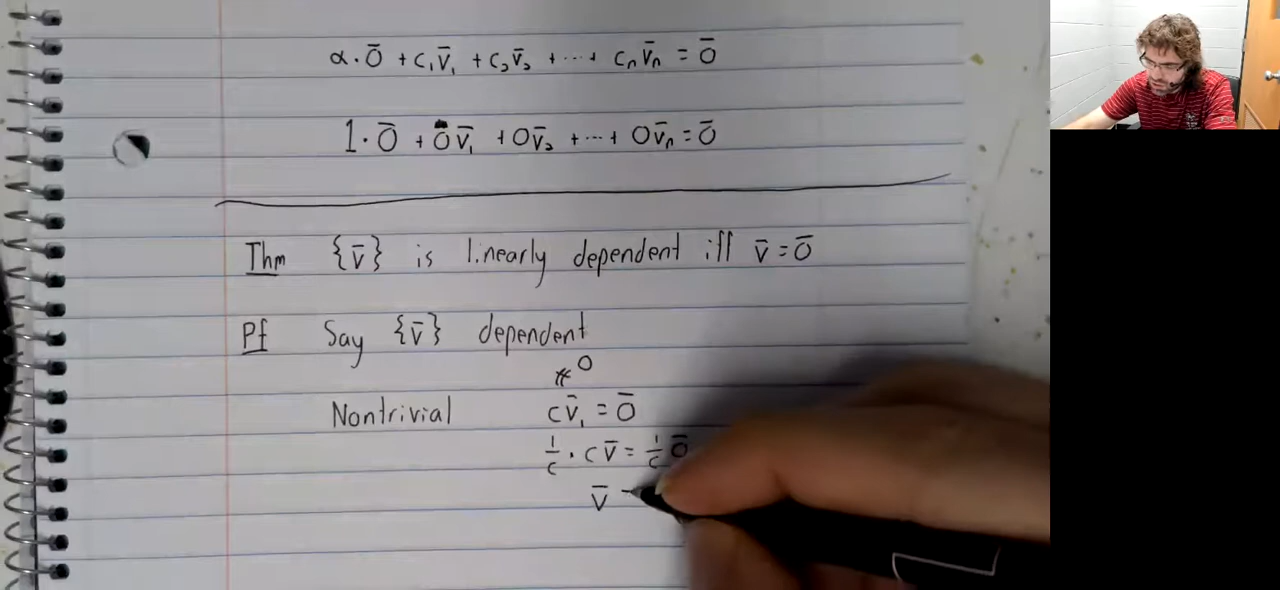 α · 0̄ + c₁v̄₁ + c₂v̄₂ + ··· + cₙv̄ₙ = 0̄
1 · 0̄ + 0v̄₁ + 0v̄₂ + ··· + 0v̄ₙ = 0̄
Thm {v̄} is linearly dependent iff v̄ = 0̄
Pf Say {v̄} dependent
≠ 0
Nontrivial cv̄₁ = 0̄
1/c · cv̄ = 1/c 0̄
v̄